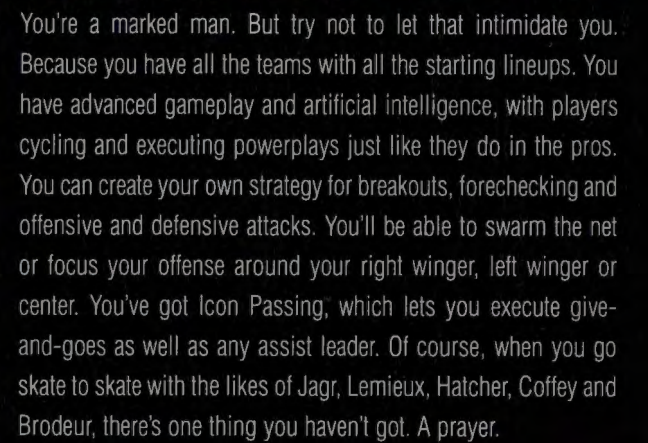 You're a marked man. But try not to let that intimidate you.
Because you have all the teams with all the starting lineups. You
have advanced gameplay and artificial intelligence, with players
cycling and executing powerplays just like they do in the pros.
You can create your own strategy for breakouts, forechecking and
offensive and defensive attacks. You'll be able to swarm the net
or focus your offense around your right winger, left winger or
center. You've got Icon Passing, which lets you execute give-
and-goes as well as any assist leader. Of course, when you go
skate to skate with the likes of Jagr, Lemieux, Hatcher, Coffey and
Brodeur, there's one thing you haven't got. A prayer.